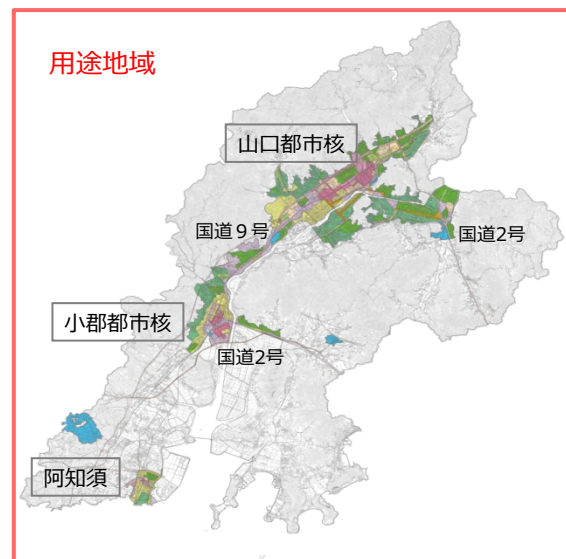 用途地域
山口都市核
国道９号
国道2号
小郡都市核
国道2号
阿知須